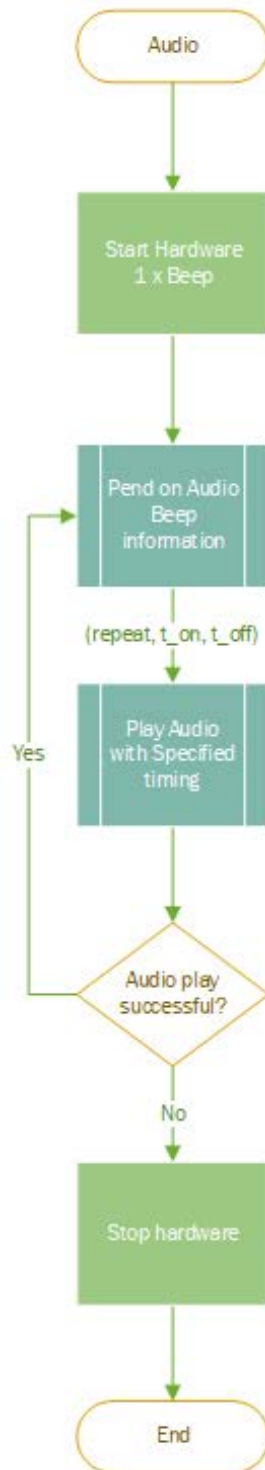 Audio
Start Hardware
1 x Beep
Pend on Audio
Beep
information
(repeat, t_on, t_off)
Play Audio
with Specified
timing
Yes
Audio play
successful?
No
Stop hardware
End